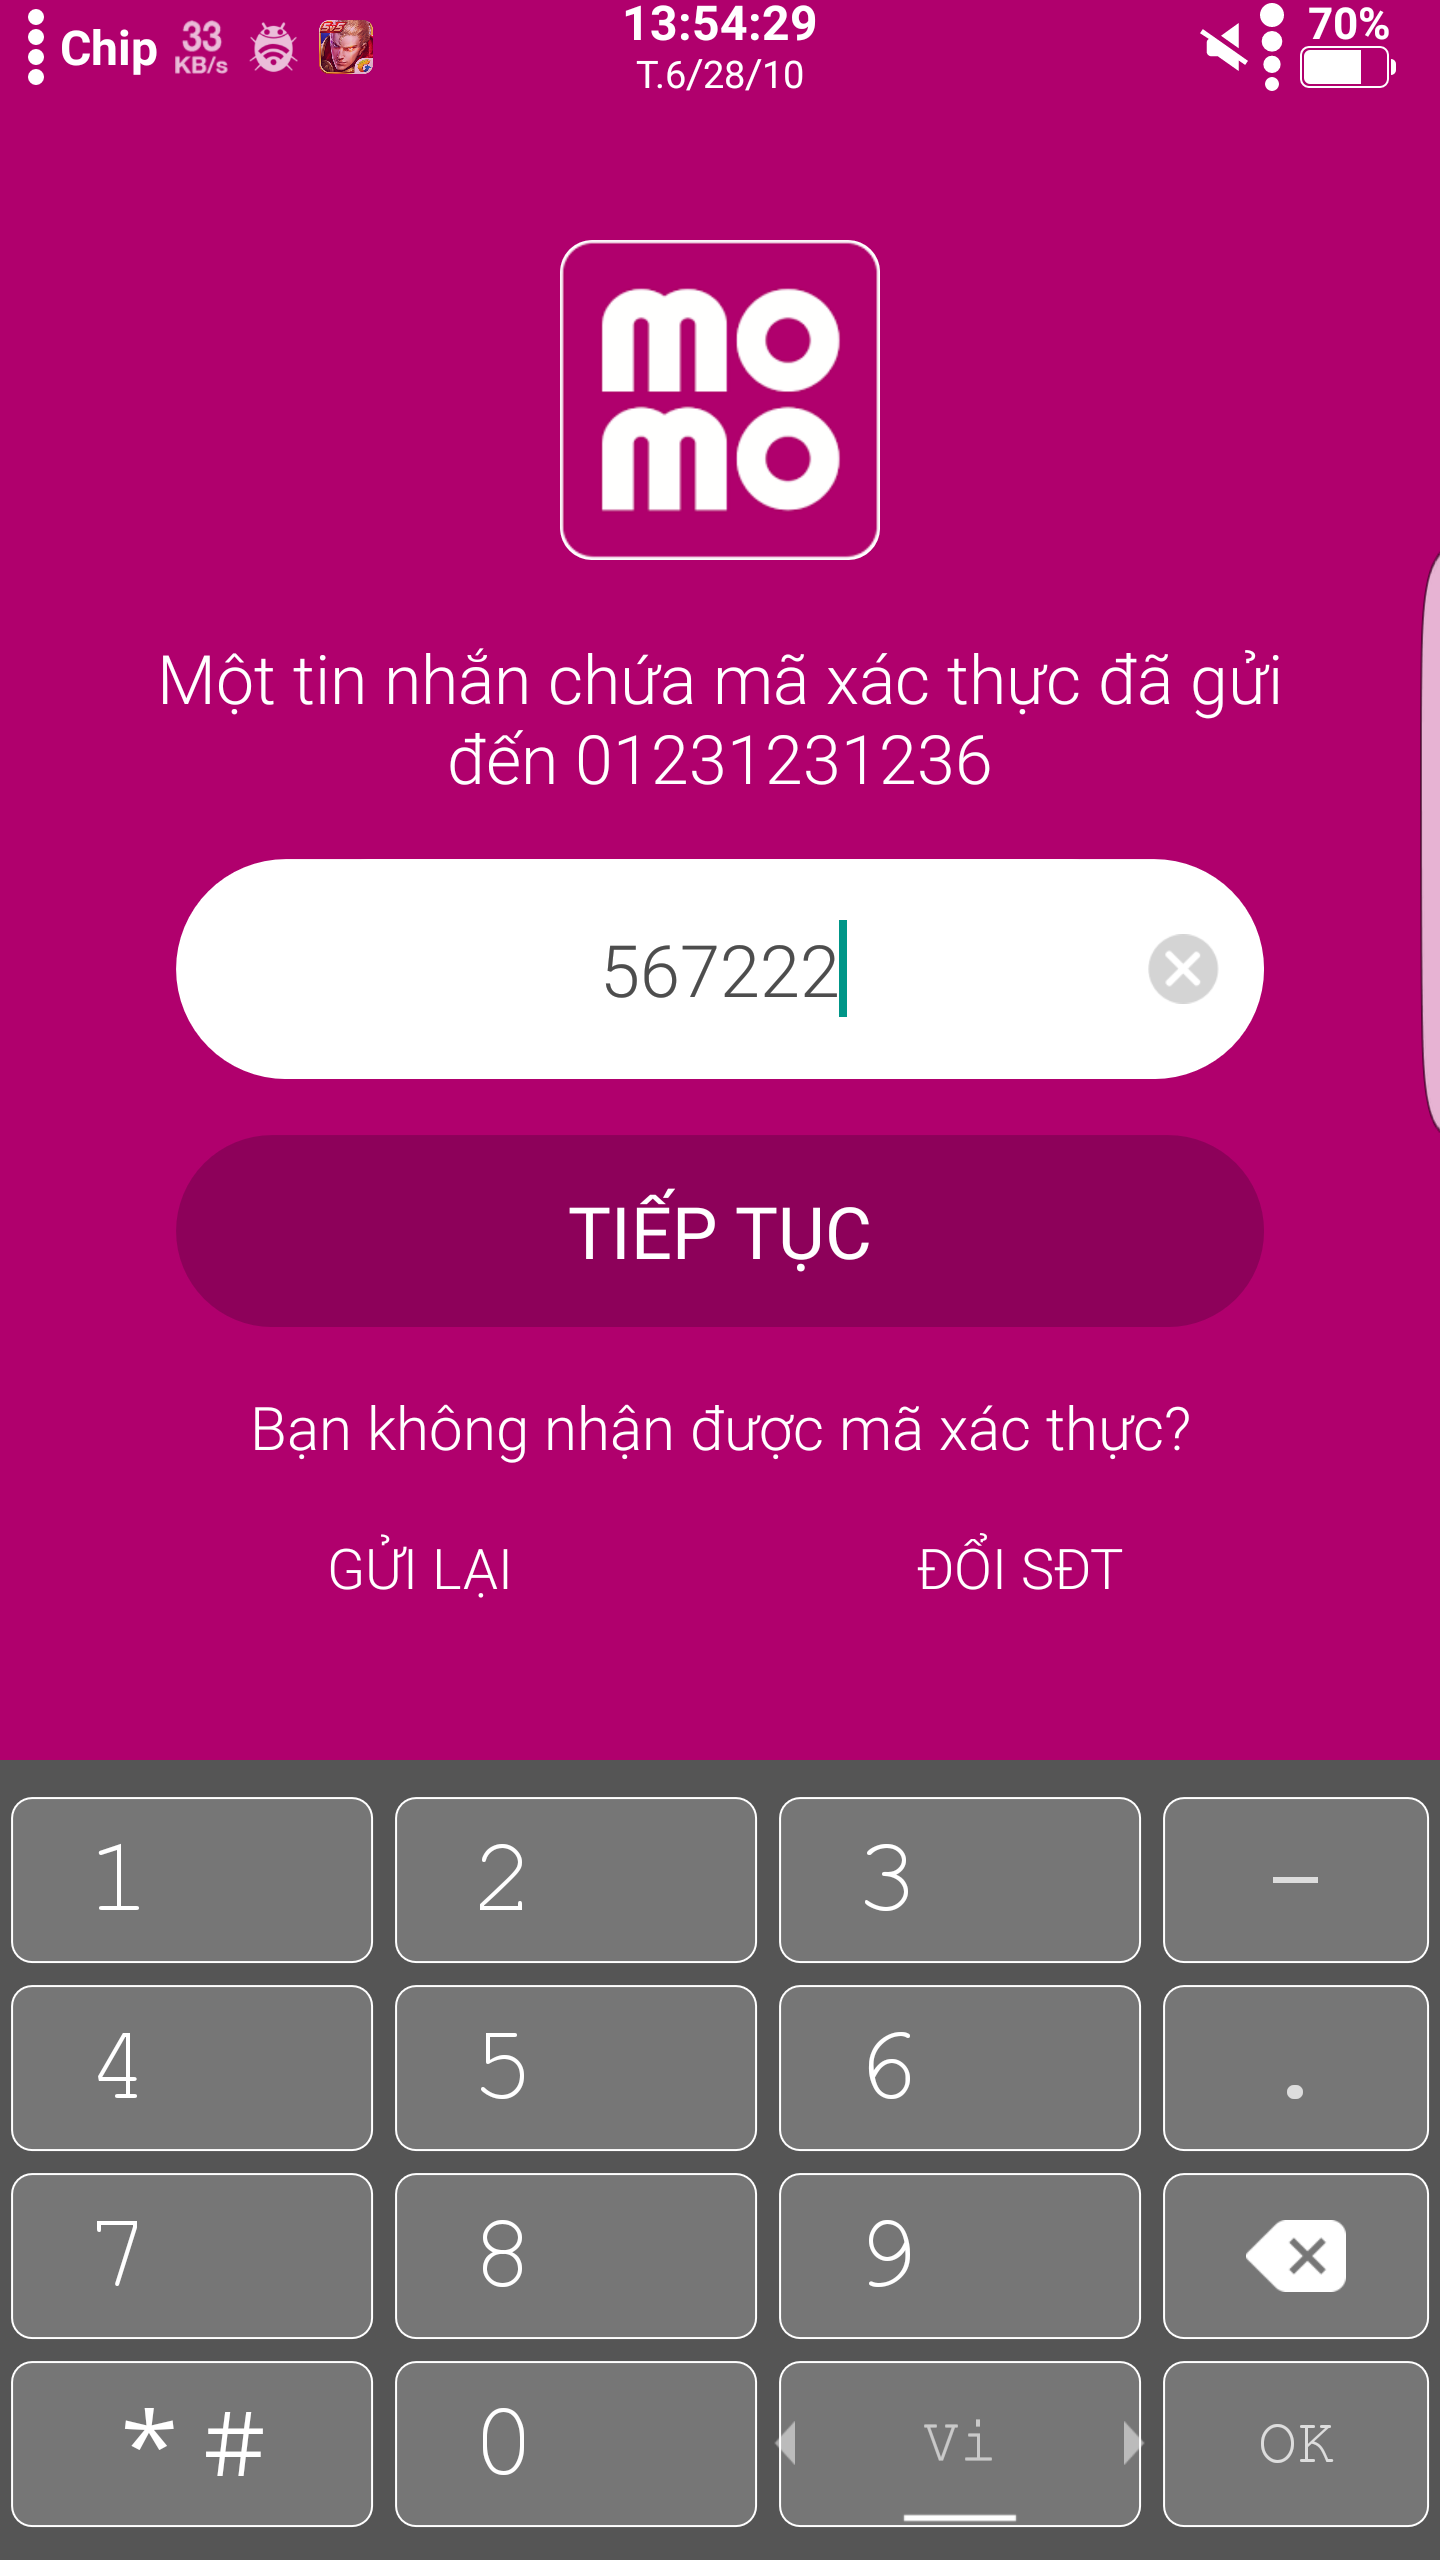 Chip
33
KB/s
13:54:29
T.6/28/10
70%
mo
mo
Một tin nhắn chứa mã xác thực đã gửi
đến 01231231236
567222
TIẾP TỤC
Bạn không nhận được mã xác thực?
GỬI LẠI ĐỔI SĐT
1 2 3 -
4 5 6 .
7 8 9
* # 0 Vi OK